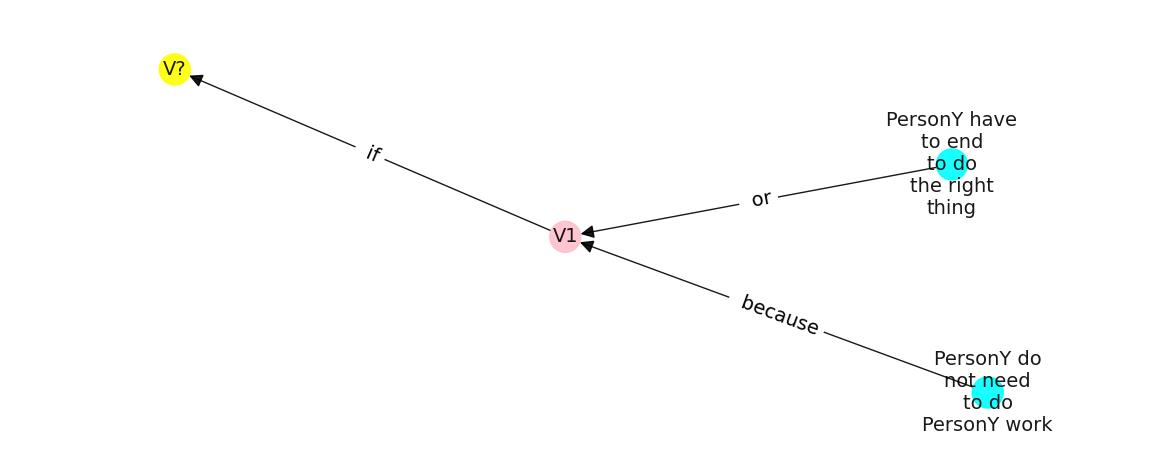 V?
if
PersonY have
to end
to do
the right
thing
or
V1
because
PersonY do
not need
to do
PersonY work